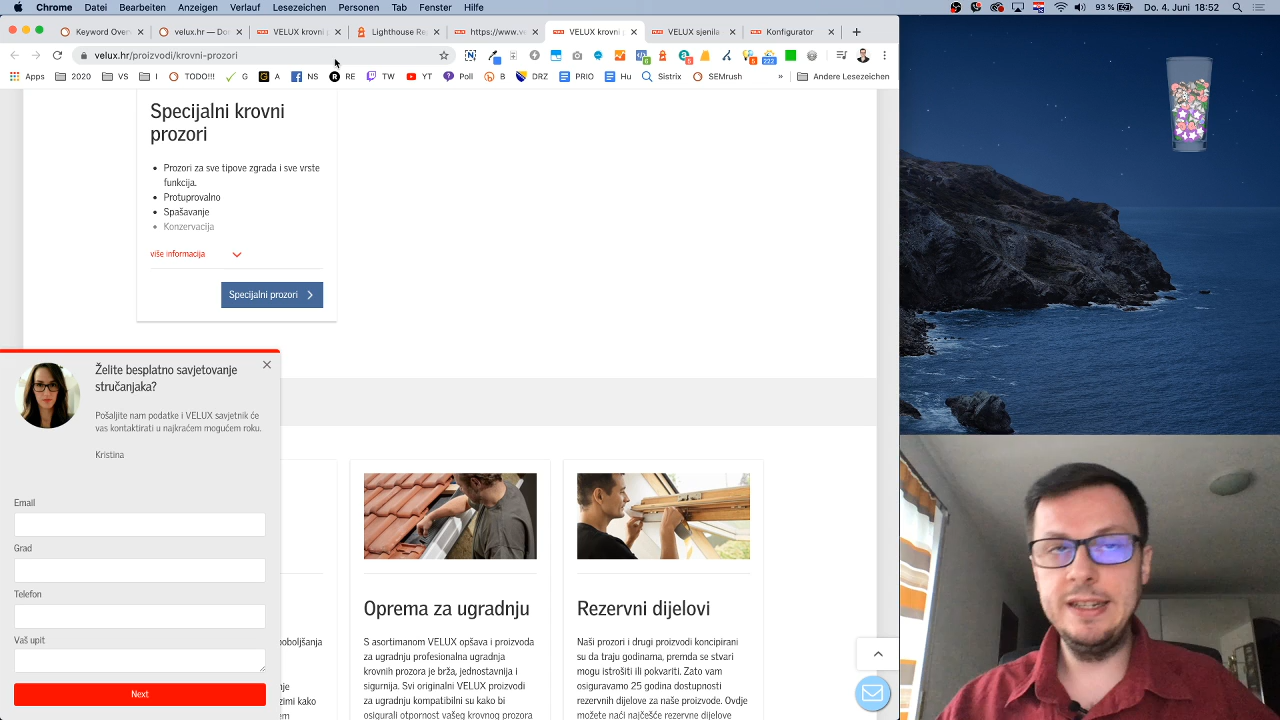 Chrome Datei Bearbeiten Anzeigen Verlauf Lesezeichen Personen Tab Fenster Hilfe
93 % Do. 4. Juni 18:52
Keyword Over
velux.hr — Do
VELUX krovni
Lighthouse Re
https://www.ve
VELUX krovni
VELUX sjenila
Konfigurator
velux.hr/proizvodi/krovni-prozori
Apps 2020 VS I TODO!!! G A NS RE TW YT Poll B DRZ PRIO Hu Sistrix SEMrush » Andere Lesezeichen
Specijalni krovni
prozori
Prozori za sve tipove zgrada i sve vrste
funkcija.
Protuprovalno
Spašavanje
Konzervacija
više informacija
Specijalni prozori
Želite besplatno savjetovanje
stručanjaka?
Pošaljite nam podatke i VELUX savjetnik će
vas kontaktirati u najkraćem mogućem roku.
Kristina
Email
Grad
Telefon
Vaš upit
Next
Oprema za ugradnju
S asortimanom VELUX opšava i proizvoda
za ugradnju profesionalna ugradnja
krovnih prozora je brža, jednostavnija i
sigurnija. Svi originalni VELUX proizvodi
za ugradnju kompatibilni su kako bi
osigurali otpornost vašeg krovnog prozora
Rezervni dijelovi
Naši prozori i drugi proizvodi koncipirani
su da traju godinama, premda se stvari
mogu istrošiti ili pokvariti. Zato vam
osiguravamo 25 godina dostupnosti
rezervnih dijelove za naše proizvode. Ovdje
možete naći najčešće rezervne dijelove